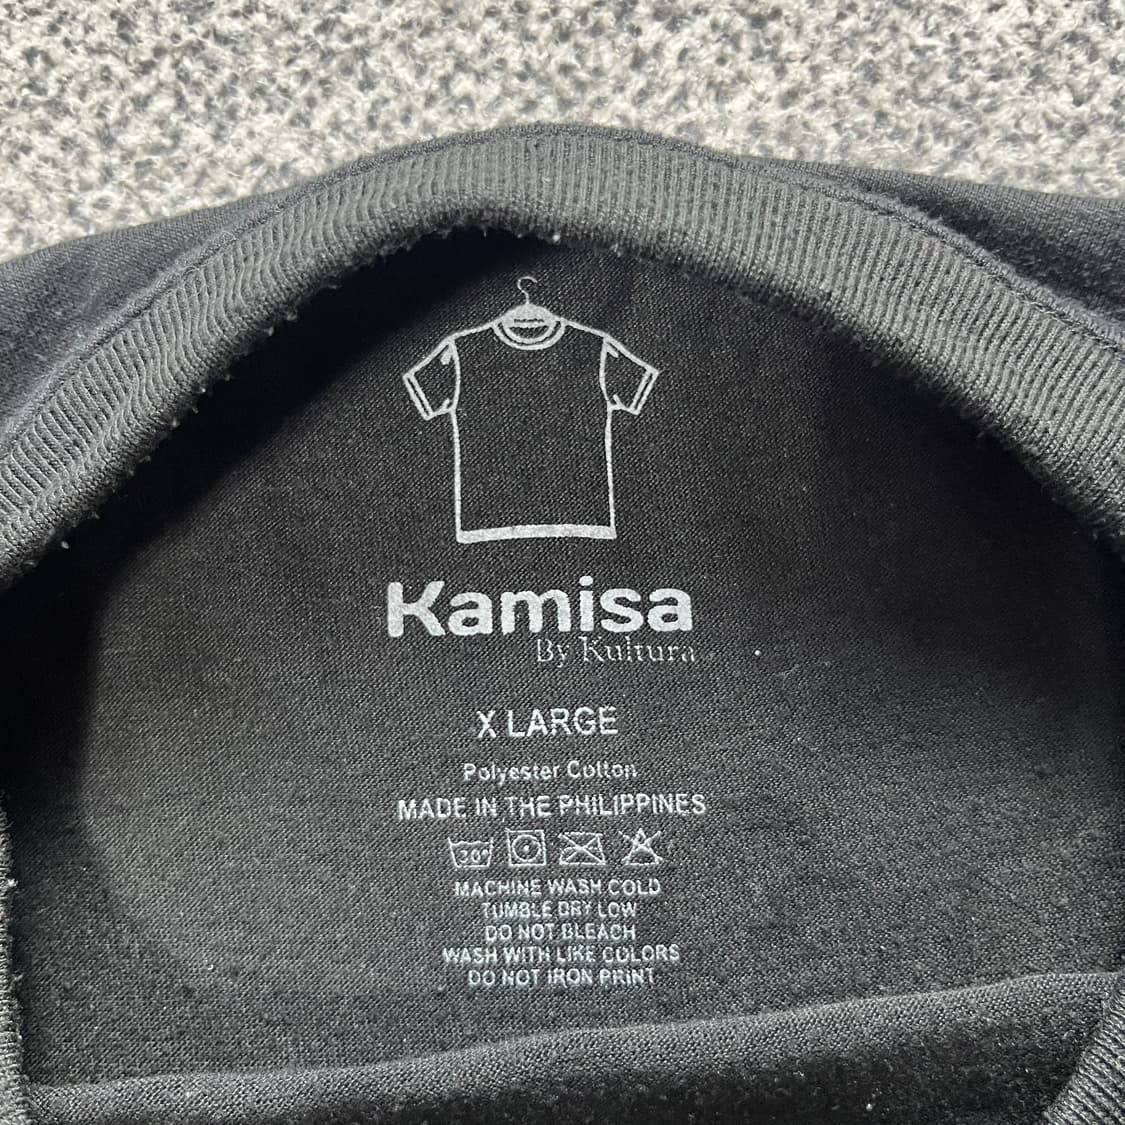 Kamisa
By Kultura
X LARGE
Polyester Cotton
MADE IN THE PHILIPPINES
30°
MACHINE WASH COLD
TUMBLE DRY LOW
DO NOT BLEACH
WASH WITH LIKE COLORS
DO NOT IRON PRINT